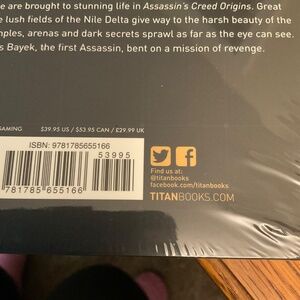 e are brought to stunning life in Assassin's Creed Origins. Great
e lush fields of the Nile Delta give way to the harsh beauty of the
mples, arenas and dark secrets sprawl as far as the eye can see.
s Bayek, the first Assassin, bent on a mission of revenge.
GAMING
$39.95 US / $53.95 CAN / £29.99 UK
ISBN: 9781785655166
53995
781785 655166
Find us at:
@titanbooks
facebook.com/titanbooks
TITANBOOKS.COM